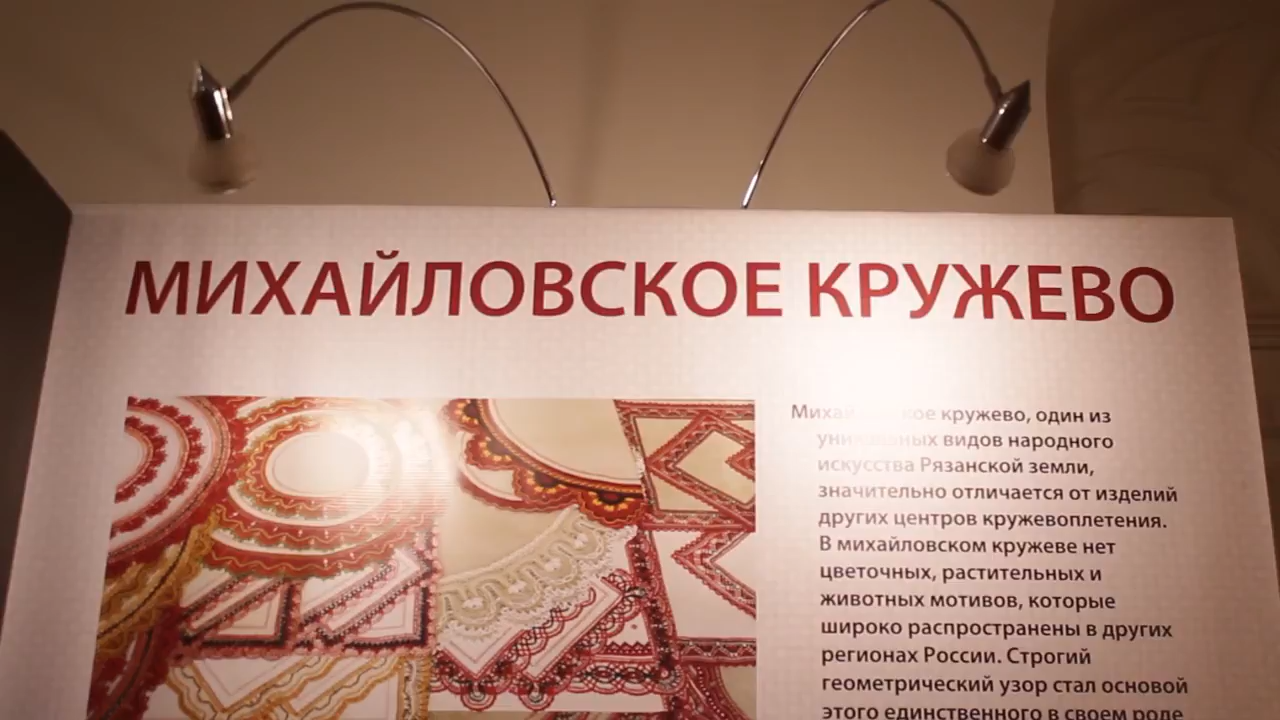 МИХАЙЛОВСКОЕ КРУЖЕВО
кружево, один из
видов народного
искусства Рязанской земли,
значительно отличается от изделий
других центров кружевоплетения.
В михайловском кружеве нет
цветочных, растительных и
животных мотивов, которые
широко распространены в других
регионах России. Строгий
геометрический узор стал основой
этого единственного в своем роде